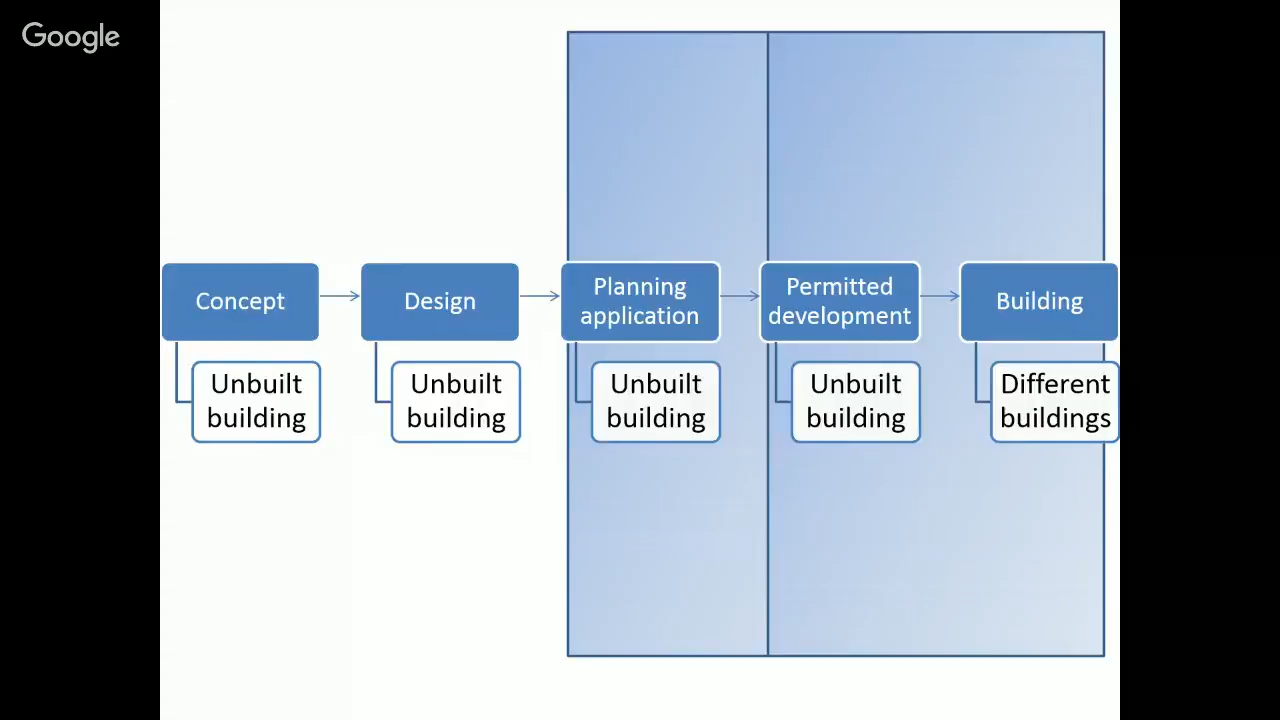 Google
Concept
Design
Planning
application
Permitted
development
Building
Unbuilt
building
Unbuilt
building
Unbuilt
building
Unbuilt
building
Different
buildings